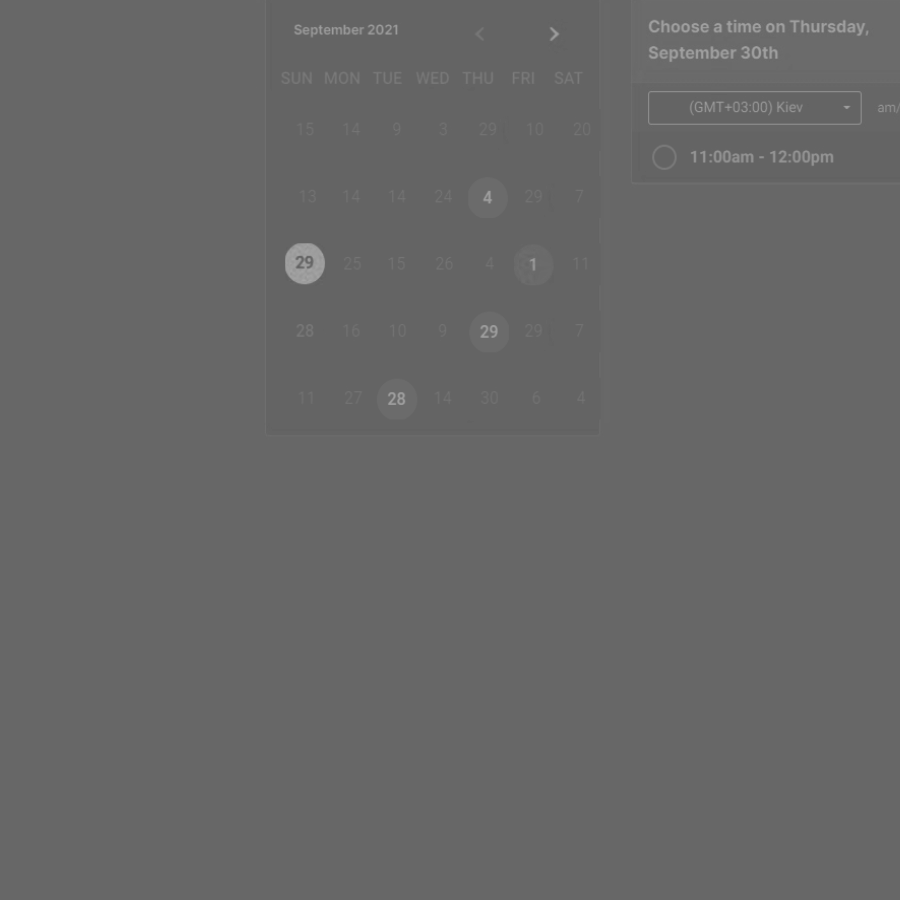 September 2021
SUN MON TUE WED THU FRI SAT
15 14 9 3 29 10 20
13 14 14 24 4 29 7
29 25 15 26 4 1 11
28 16 10 9 29 29 7
11 27 28 14 30 6 4
Choose a time on Thursday,
September 30th
(GMT+03:00) Kiev am/
11:00am - 12:00pm